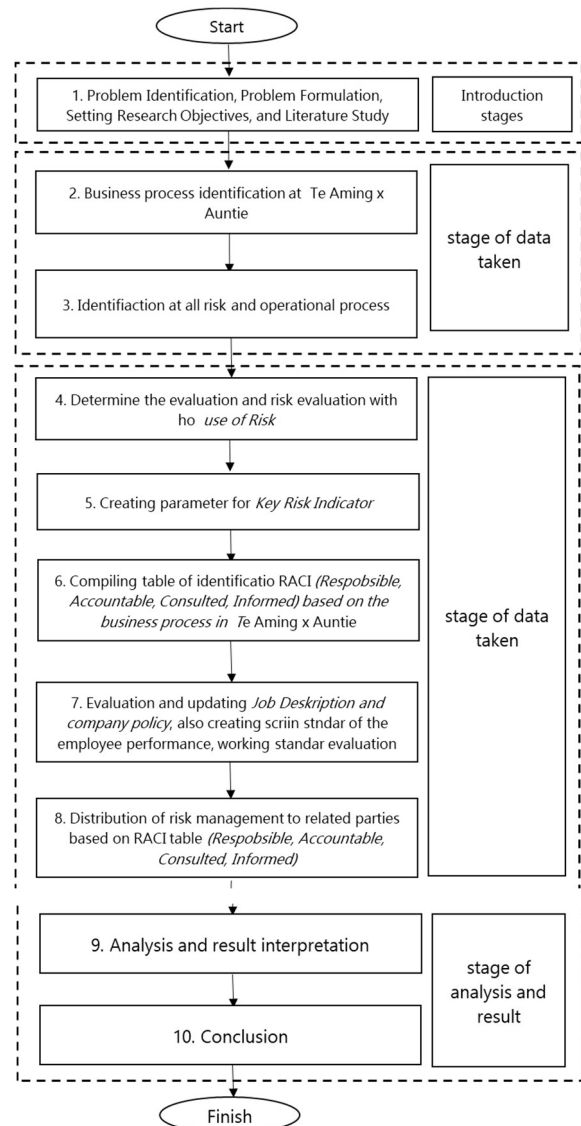 Start
1. Problem Identification, Problem Formulation,
Setting Research Objectives, and Literature Study
Introduction
stages
2. Business process identification at Te Aming x
Auntie
3. Identifiaction at all risk and operational process
stage of data
taken
4. Determine the evaluation and risk evaluation with
ho use of Risk
5. Creating parameter for Key Risk Indicator
6. Compiling table of identificatio RACI (Respobsible,
Accountable, Consulted, Informed) based on the
business process in Te Aming x Auntie
7. Evaluation and updating Job Deskription and
company policy, also creating scriin stndar of the
employee performance, working standar evaluation
8. Distribution of risk management to related parties
based on RACI table (Respobsible, Accountable,
Consulted, Informed)
stage of data
taken
9. Analysis and result interpretation
10. Conclusion
stage of
analysis and
result
Finish